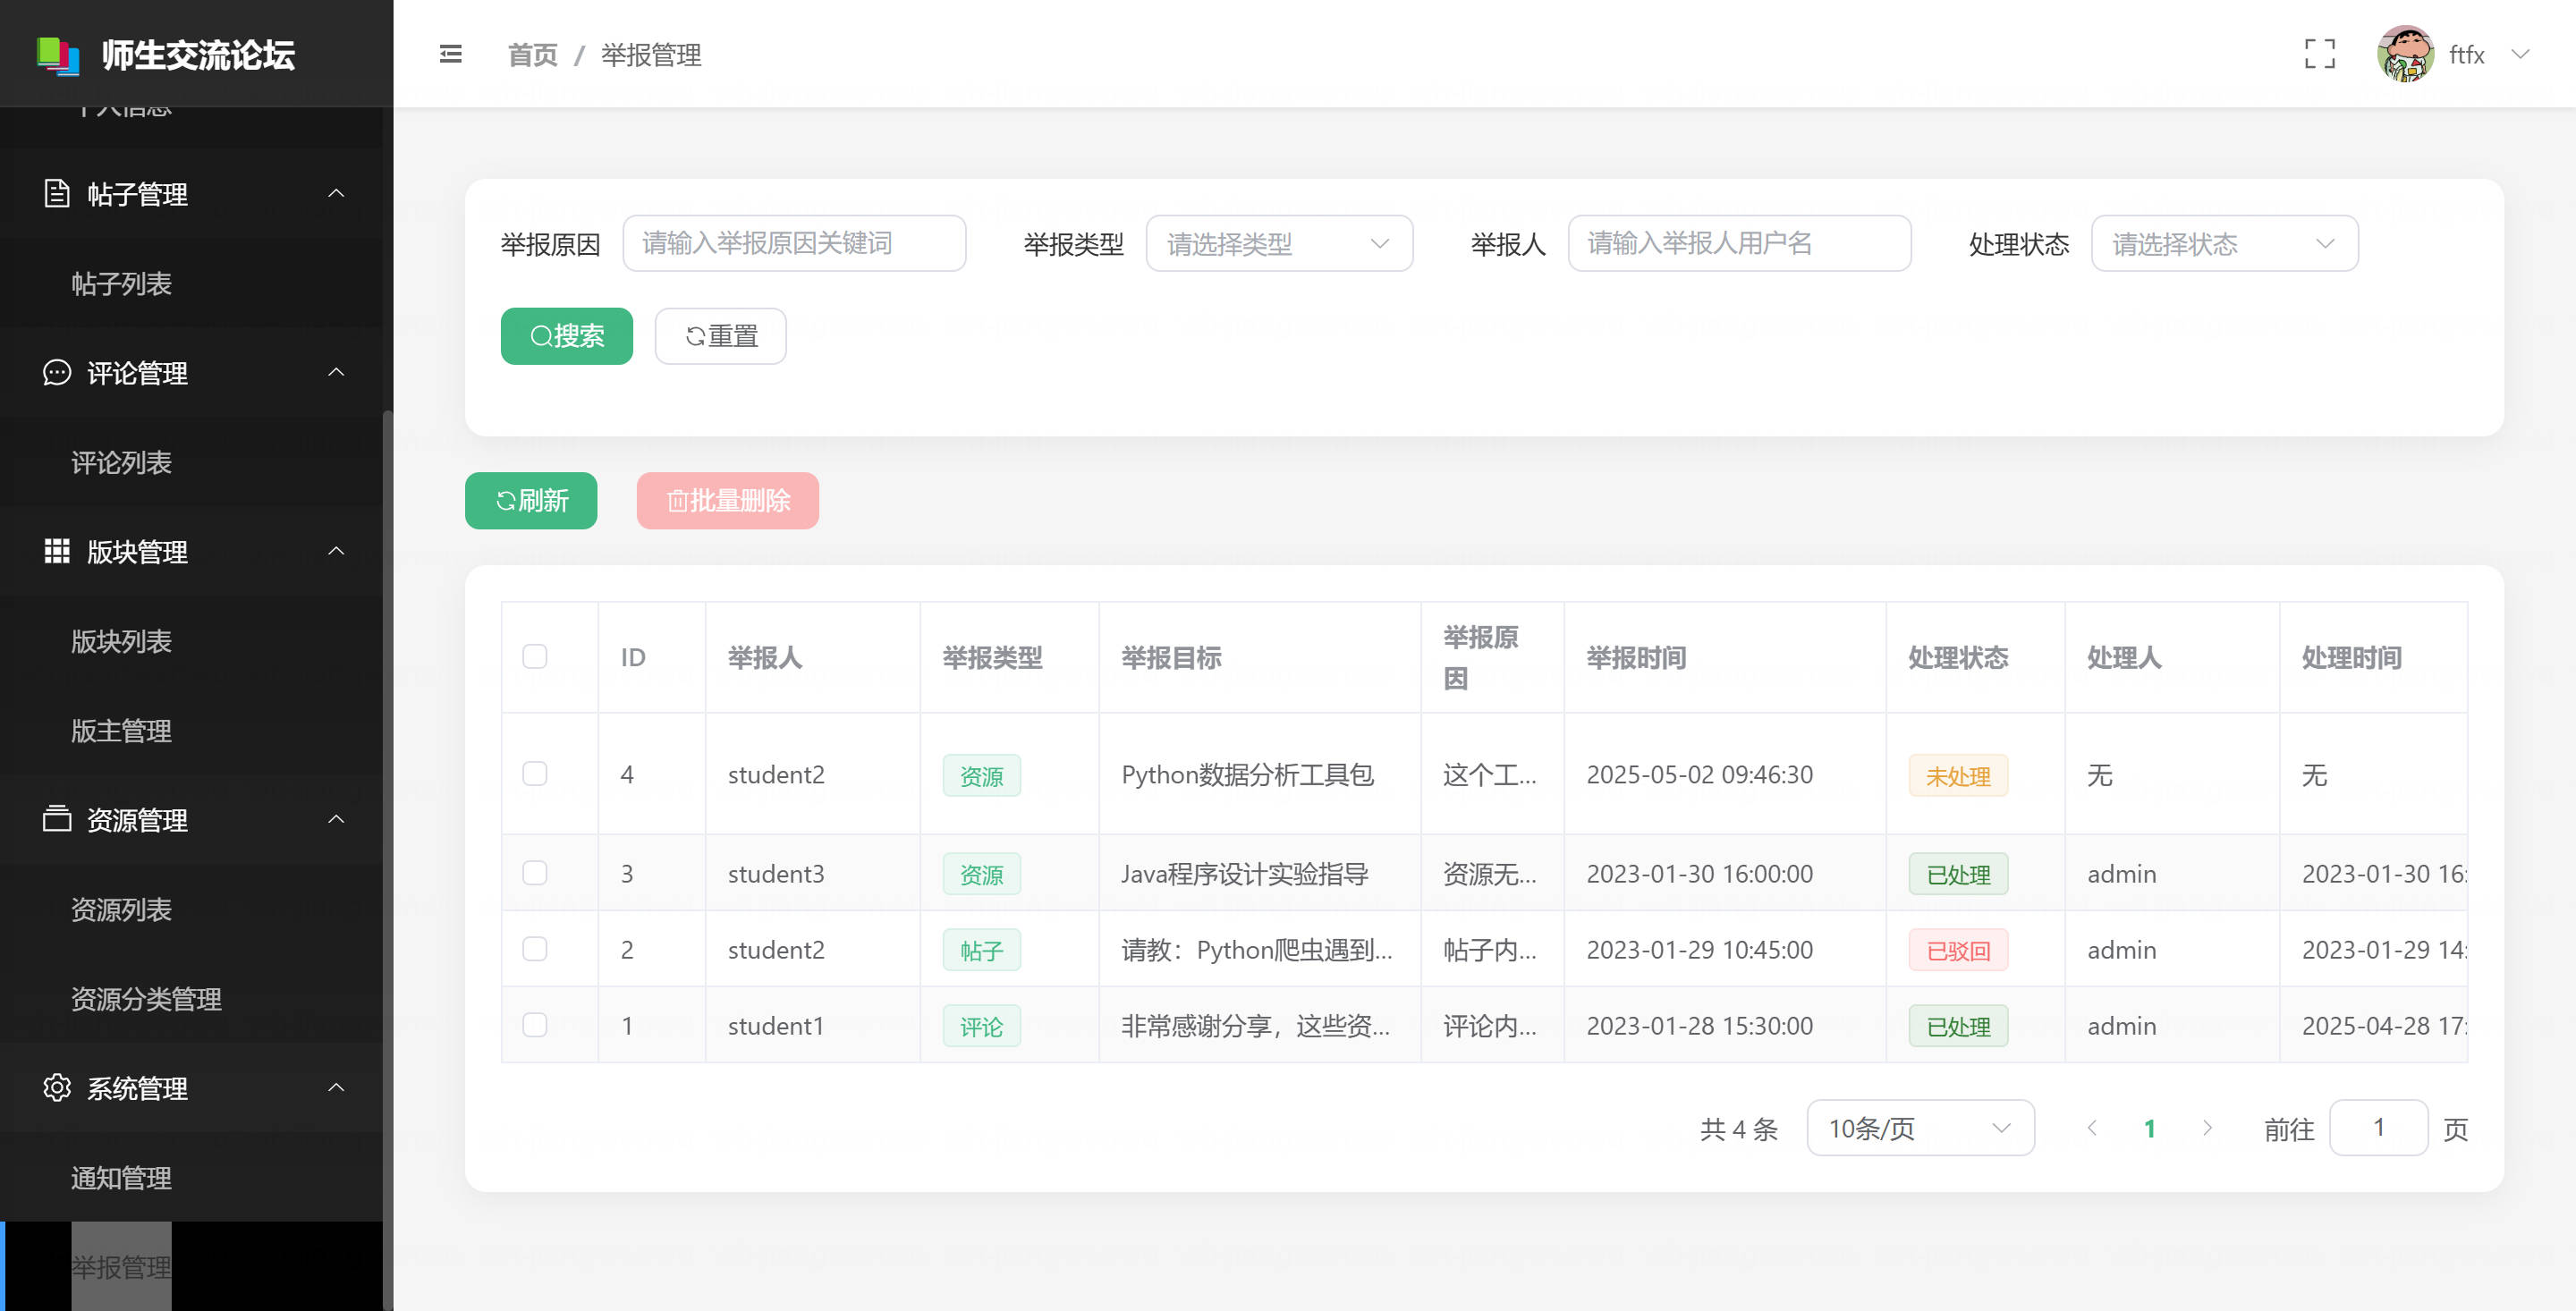 师生交流论坛
个人信息
帖子管理
帖子列表
评论管理
评论列表
版块管理
版块列表
版主管理
资源管理
资源列表
资源分类管理
系统管理
通知管理
举报管理
首页 / 举报管理
ftfx
举报原因 请输入举报原因关键词 举报类型 请选择类型 举报人 请输入举报人用户名 处理状态 请选择状态
搜索 重置
刷新 批量删除
ID 举报人 举报类型 举报目标 举报原因 举报时间 处理状态 处理人 处理时间
4 student2 资源 Python数据分析工具包 这个工... 2025-05-02 09:46:30 未处理 无 无
3 student3 资源 Java程序设计实验指导 资源无... 2023-01-30 16:00:00 已处理 admin 2023-01-30 16:
2 student2 帖子 请教：Python爬虫遇到... 帖子内... 2023-01-29 10:45:00 已驳回 admin 2023-01-29 14:
1 student1 评论 非常感谢分享，这些资... 评论内... 2023-01-28 15:30:00 已处理 admin 2025-04-28 17:
共 4 条 10条/页 1 前往 1 页